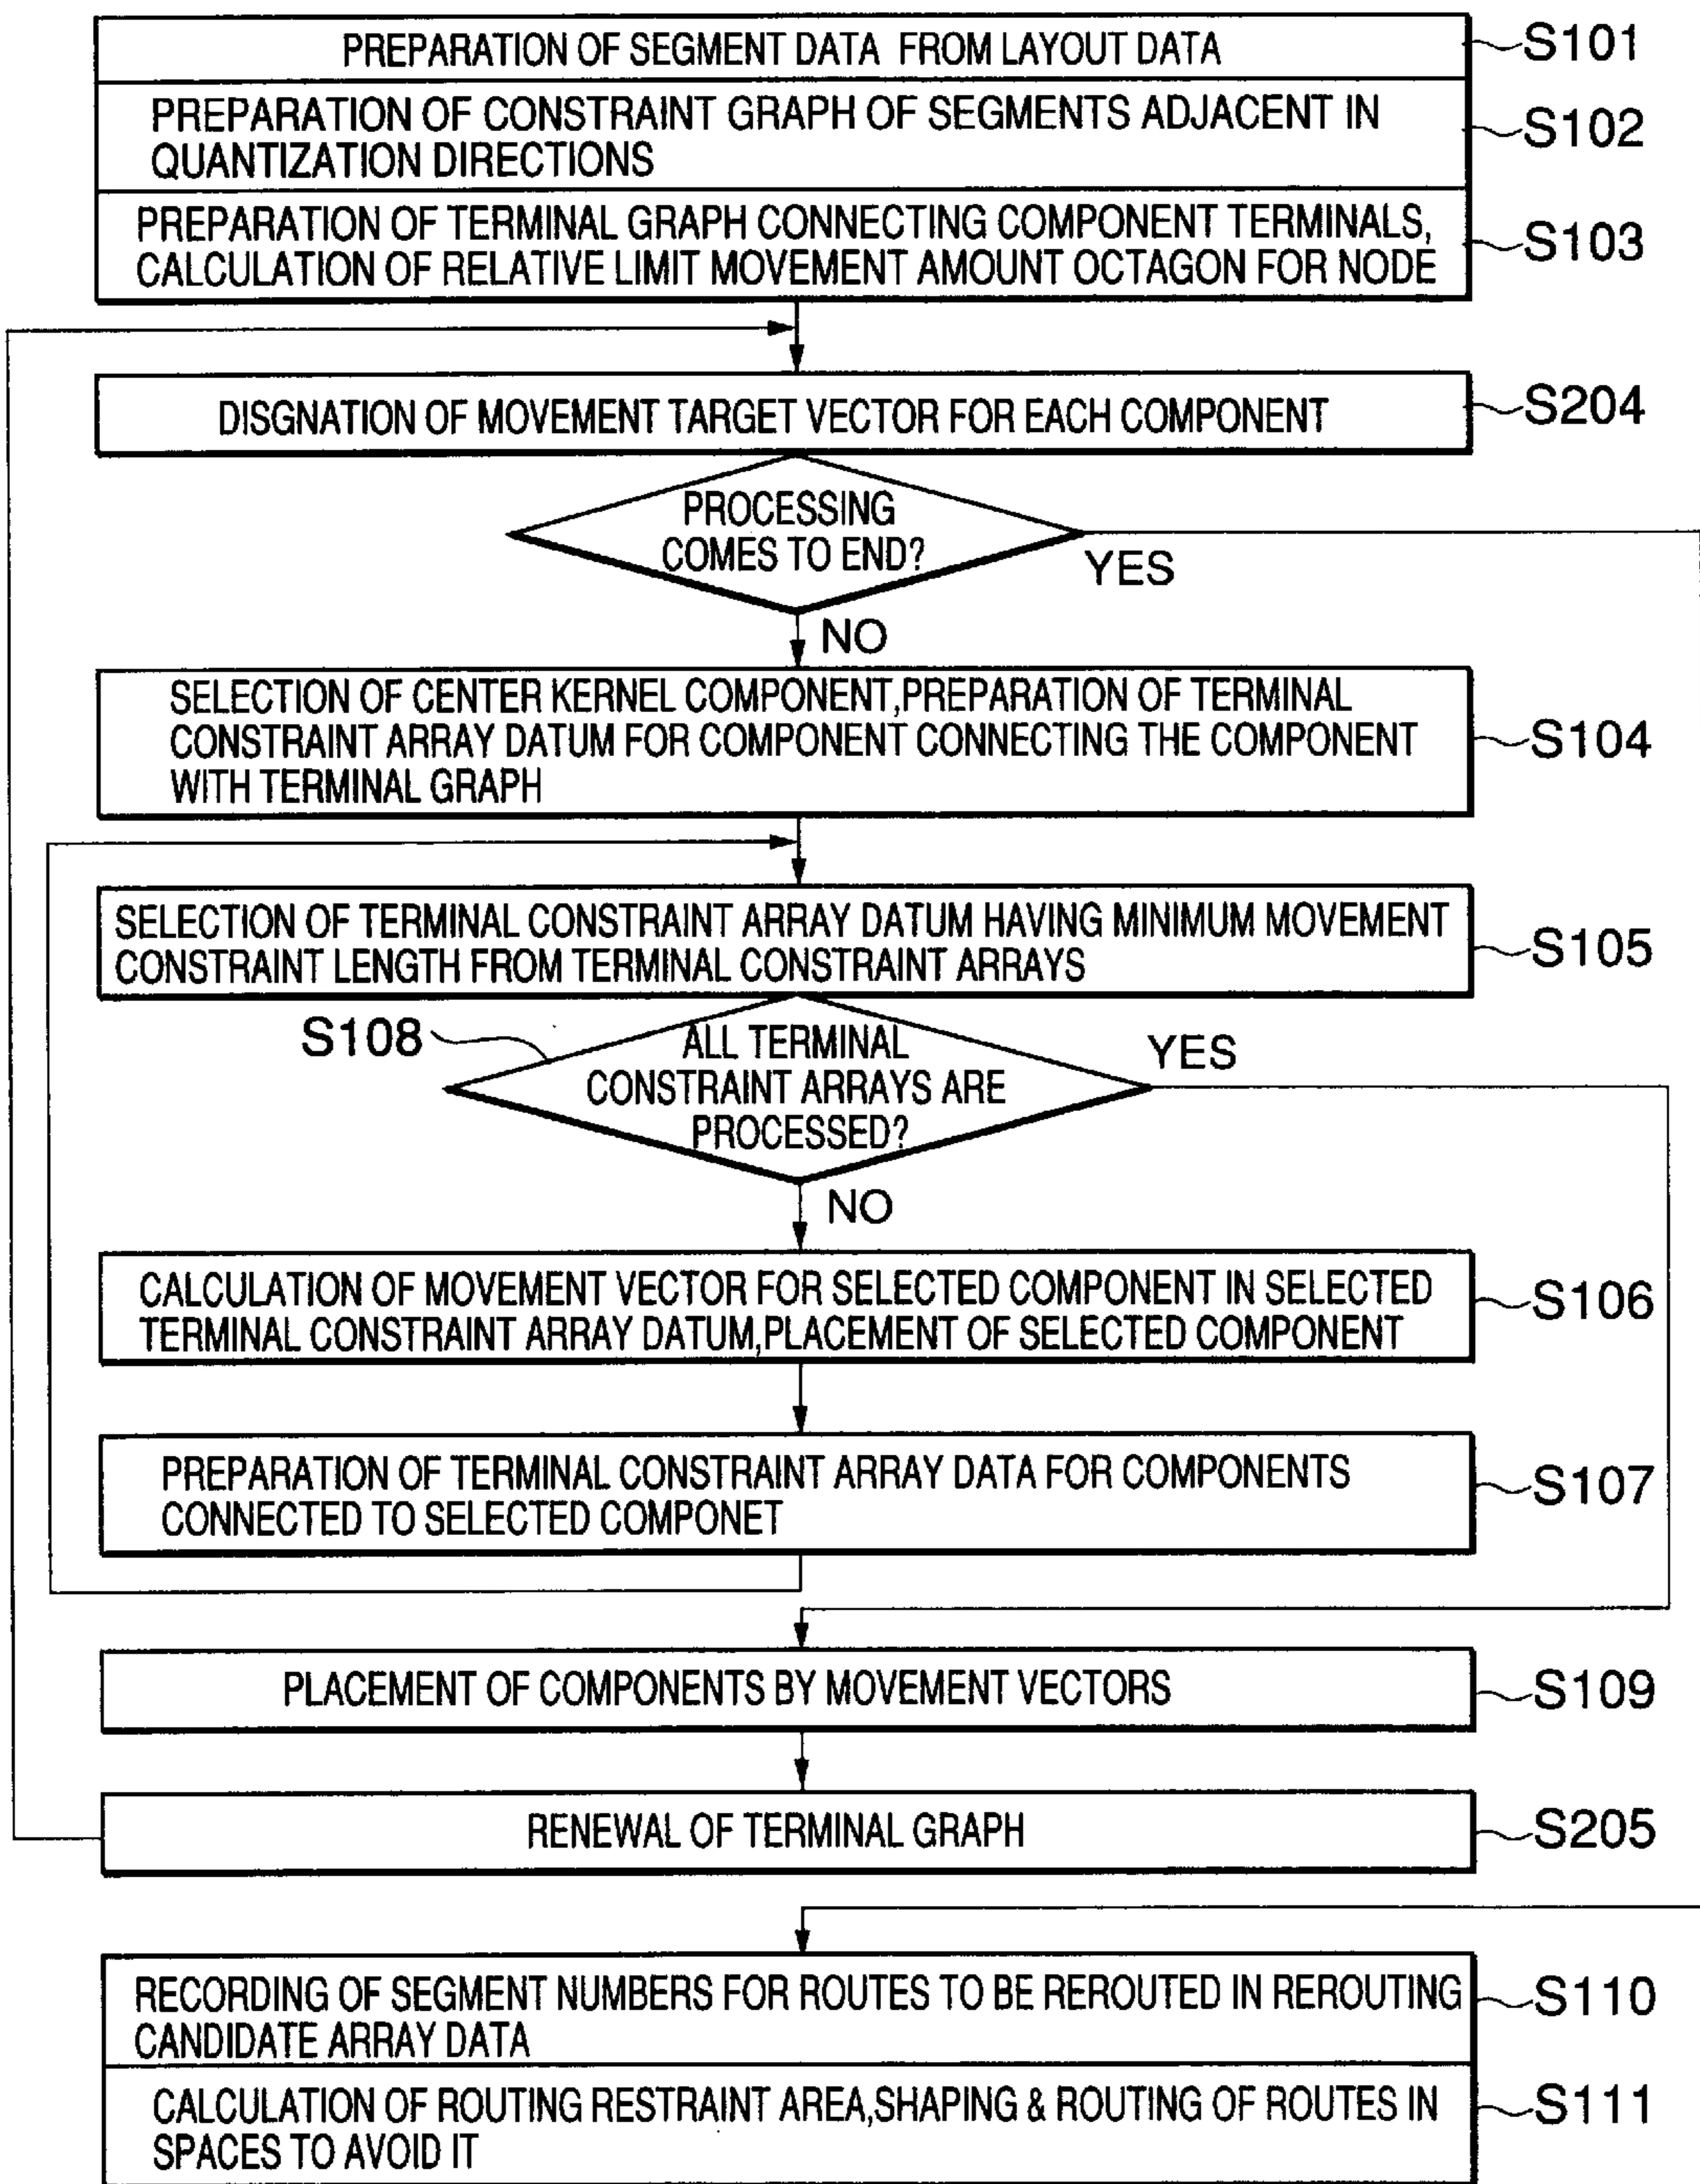 PREPARATION OF SEGMENT DATA FROM LAYOUT DATA
S101
PREPARATION OF CONSTRAINT GRAPH OF SEGMENTS ADJACENT IN
QUANTIZATION DIRECTIONS
S102
PREPARATION OF TERMINAL GRAPH CONNECTING COMPONENT TERMINALS,
CALCULATION OF RELATIVE LIMIT MOVEMENT AMOUNT OCTAGON FOR NODE
S103
DISGNATION OF MOVEMENT TARGET VECTOR FOR EACH COMPONENT
S204
PROCESSING
COMES TO END?
YES
NO
SELECTION OF CENTER KERNEL COMPONENT,PREPARATION OF TERMINAL
CONSTRAINT ARRAY DATUM FOR COMPONENT CONNECTING THE COMPONENT
WITH TERMINAL GRAPH
S104
SELECTION OF TERMINAL CONSTRAINT ARRAY DATUM HAVING MINIMUM MOVEMENT
CONSTRAINT LENGTH FROM TERMINAL CONSTRAINT ARRAYS
S105
S108
ALL TERMINAL
CONSTRAINT ARRAYS ARE
PROCESSED?
YES
NO
CALCULATION OF MOVEMENT VECTOR FOR SELECTED COMPONENT IN SELECTED
TERMINAL CONSTRAINT ARRAY DATUM,PLACEMENT OF SELECTED COMPONENT
S106
PREPARATION OF TERMINAL CONSTRAINT ARRAY DATA FOR COMPONENTS
CONNECTED TO SELECTED COMPONET
S107
PLACEMENT OF COMPONENTS BY MOVEMENT VECTORS
S109
RENEWAL OF TERMINAL GRAPH
S205
RECORDING OF SEGMENT NUMBERS FOR ROUTES TO BE REROUTED IN REROUTING
CANDIDATE ARRAY DATA
S110
CALCULATION OF ROUTING RESTRAINT AREA,SHAPING & ROUTING OF ROUTES IN
SPACES TO AVOID IT
S111